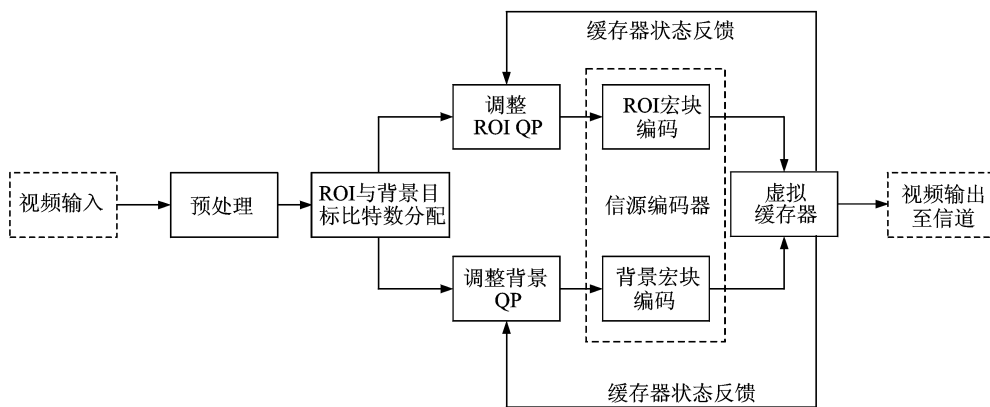 缓存器状态反馈
调整
ROI QP
ROI宏块
编码
视频输入
预处理
ROI与背景目
标比特数分配
信源编码器
虚拟
缓存器
视频输出
至信道
调整背景
QP
背景宏块
编码
缓存器状态反馈